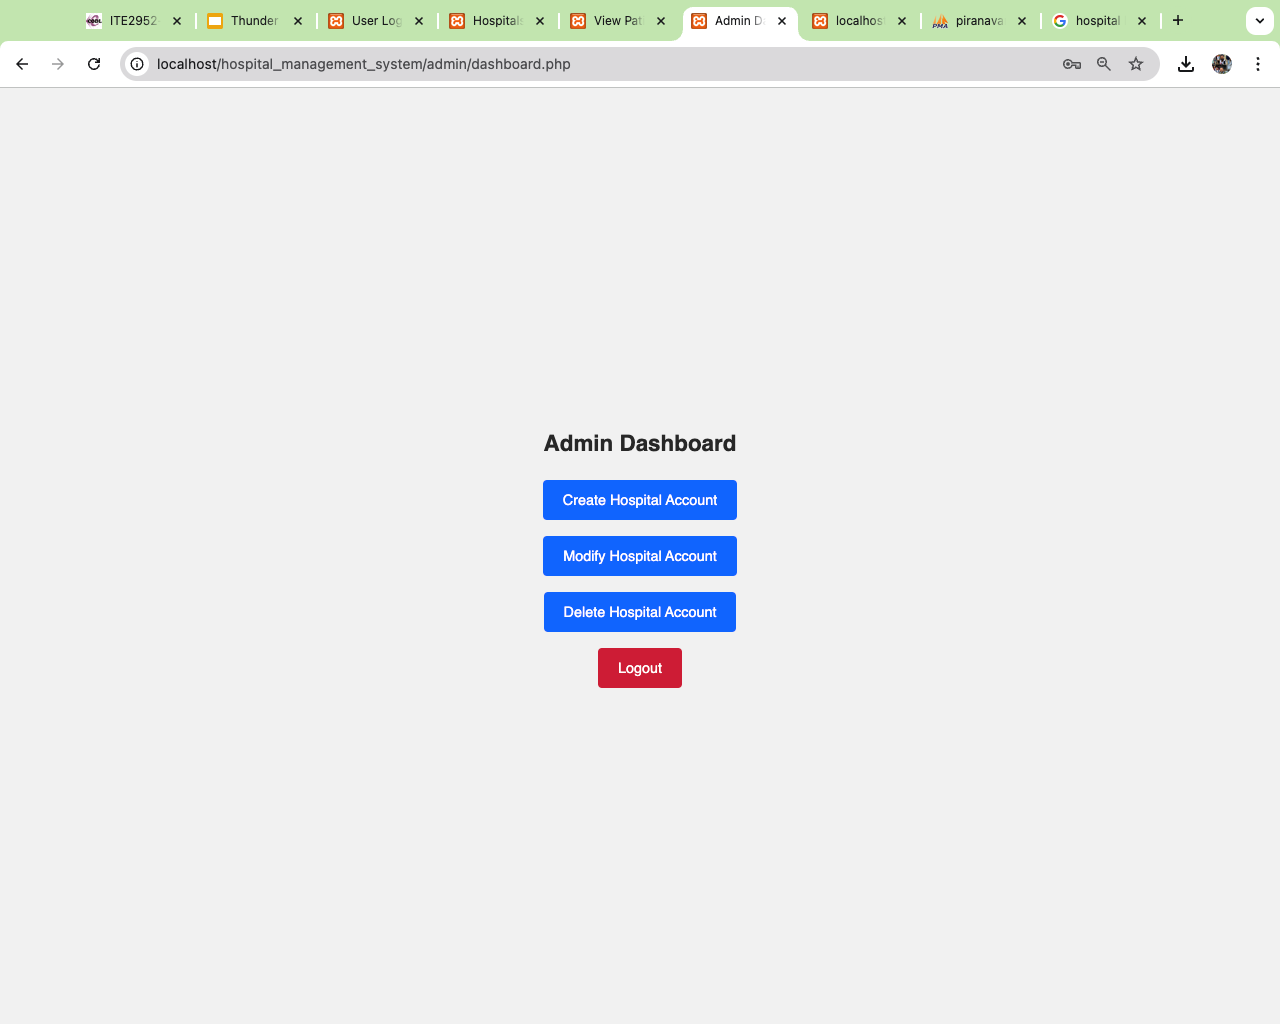 ITE2952 Thunder User Log Hospitals View Pat Admin D localhos piranava hospital
localhost/hospital_management_system/admin/dashboard.php
Admin Dashboard
Create Hospital Account
Modify Hospital Account
Delete Hospital Account
Logout